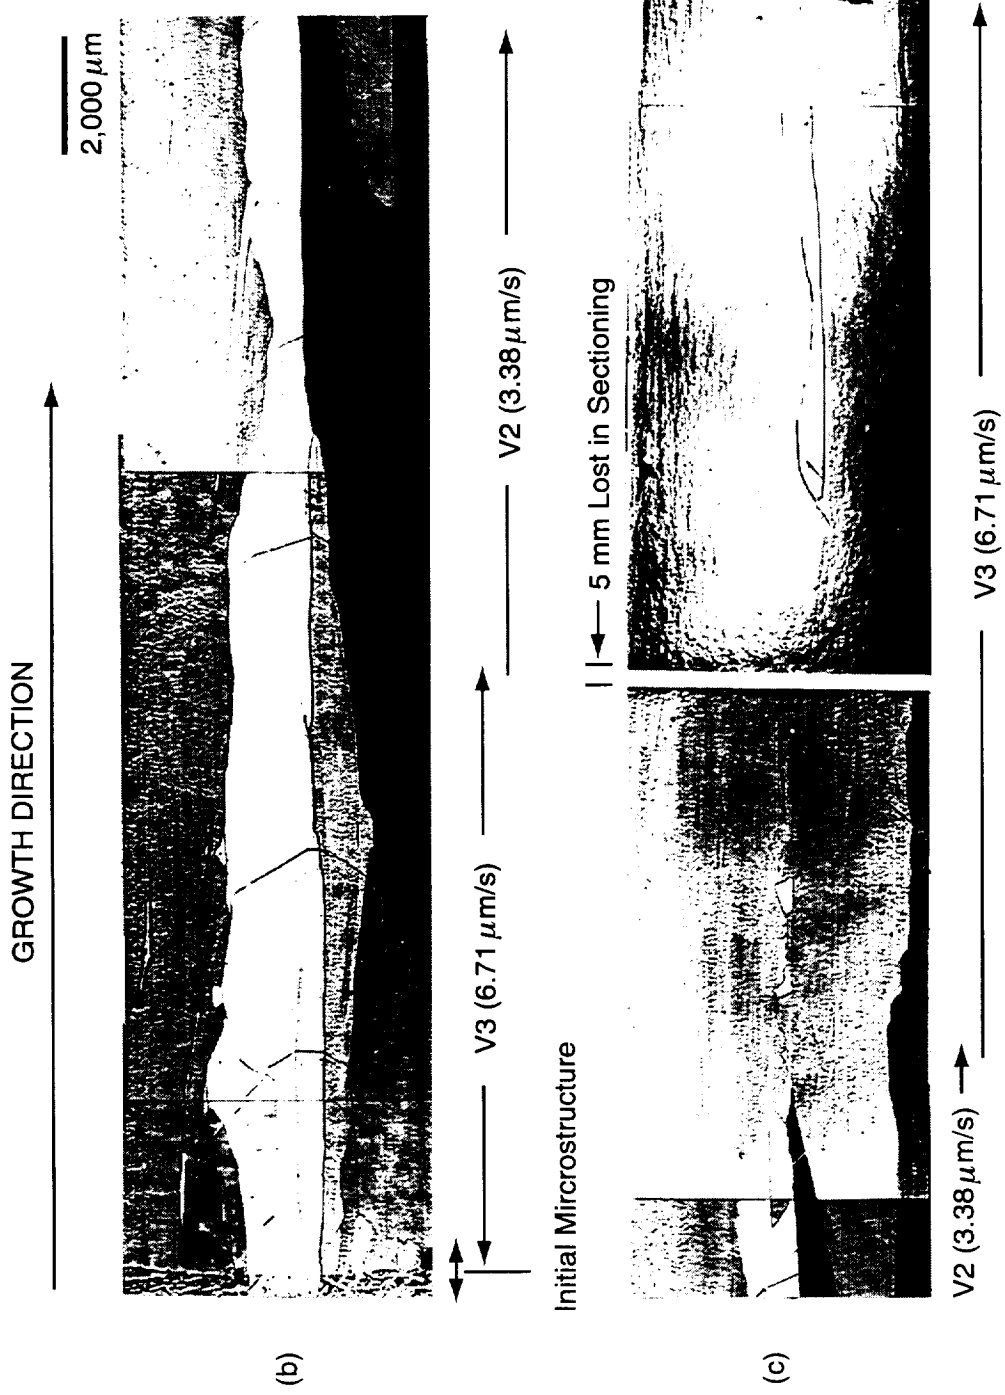 GROWTH DIRECTION
2,000 μm
(b)
V3 (6.71 μm/s)
V2 (3.38 μm/s)
Initial Mircrostructure
5 mm Lost in Sectioning
(c)
V2 (3.38 μm/s)
V3 (6.71 μm/s)